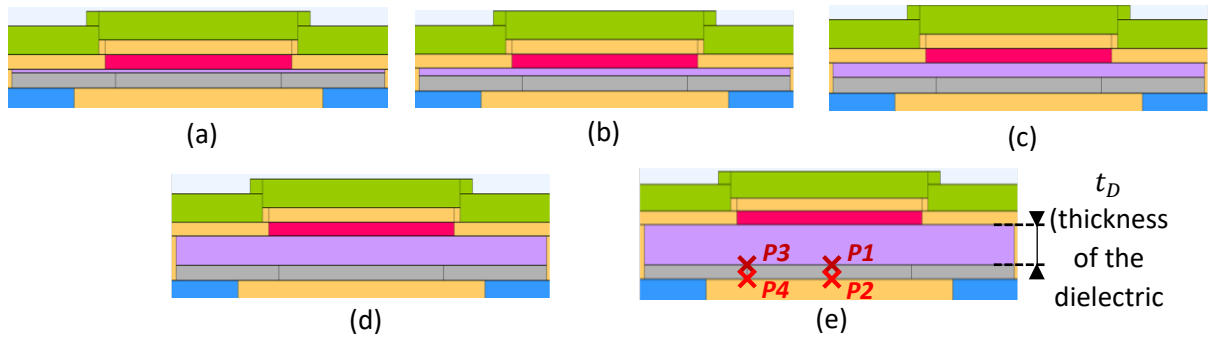 (a)
(b)
(c)
P3 P1
P4 P2
t_D
(thickness
of the
dielectric
(d)
(e)